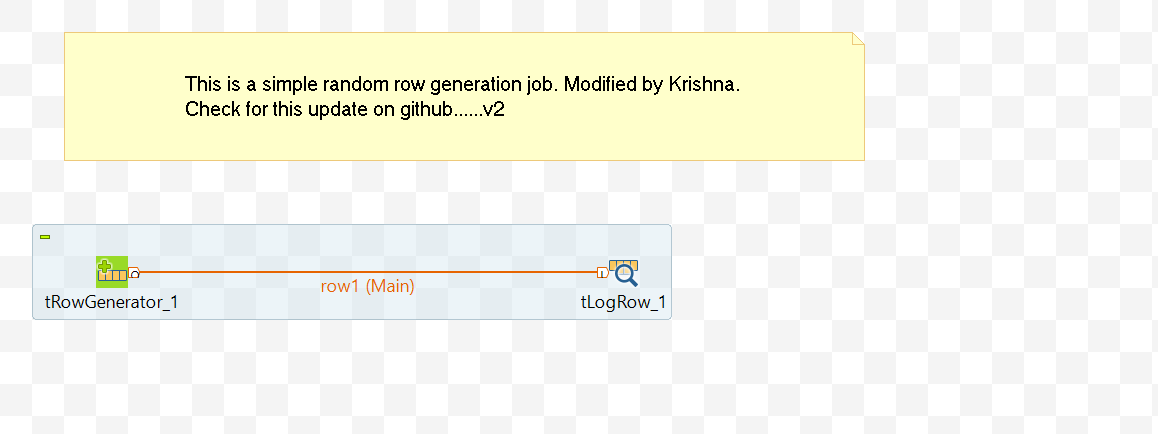 This is a simple random row generation job. Modified by Krishna.
Check for this update on github......v2
row1 (Main)
tRowGenerator_1
tLogRow_1